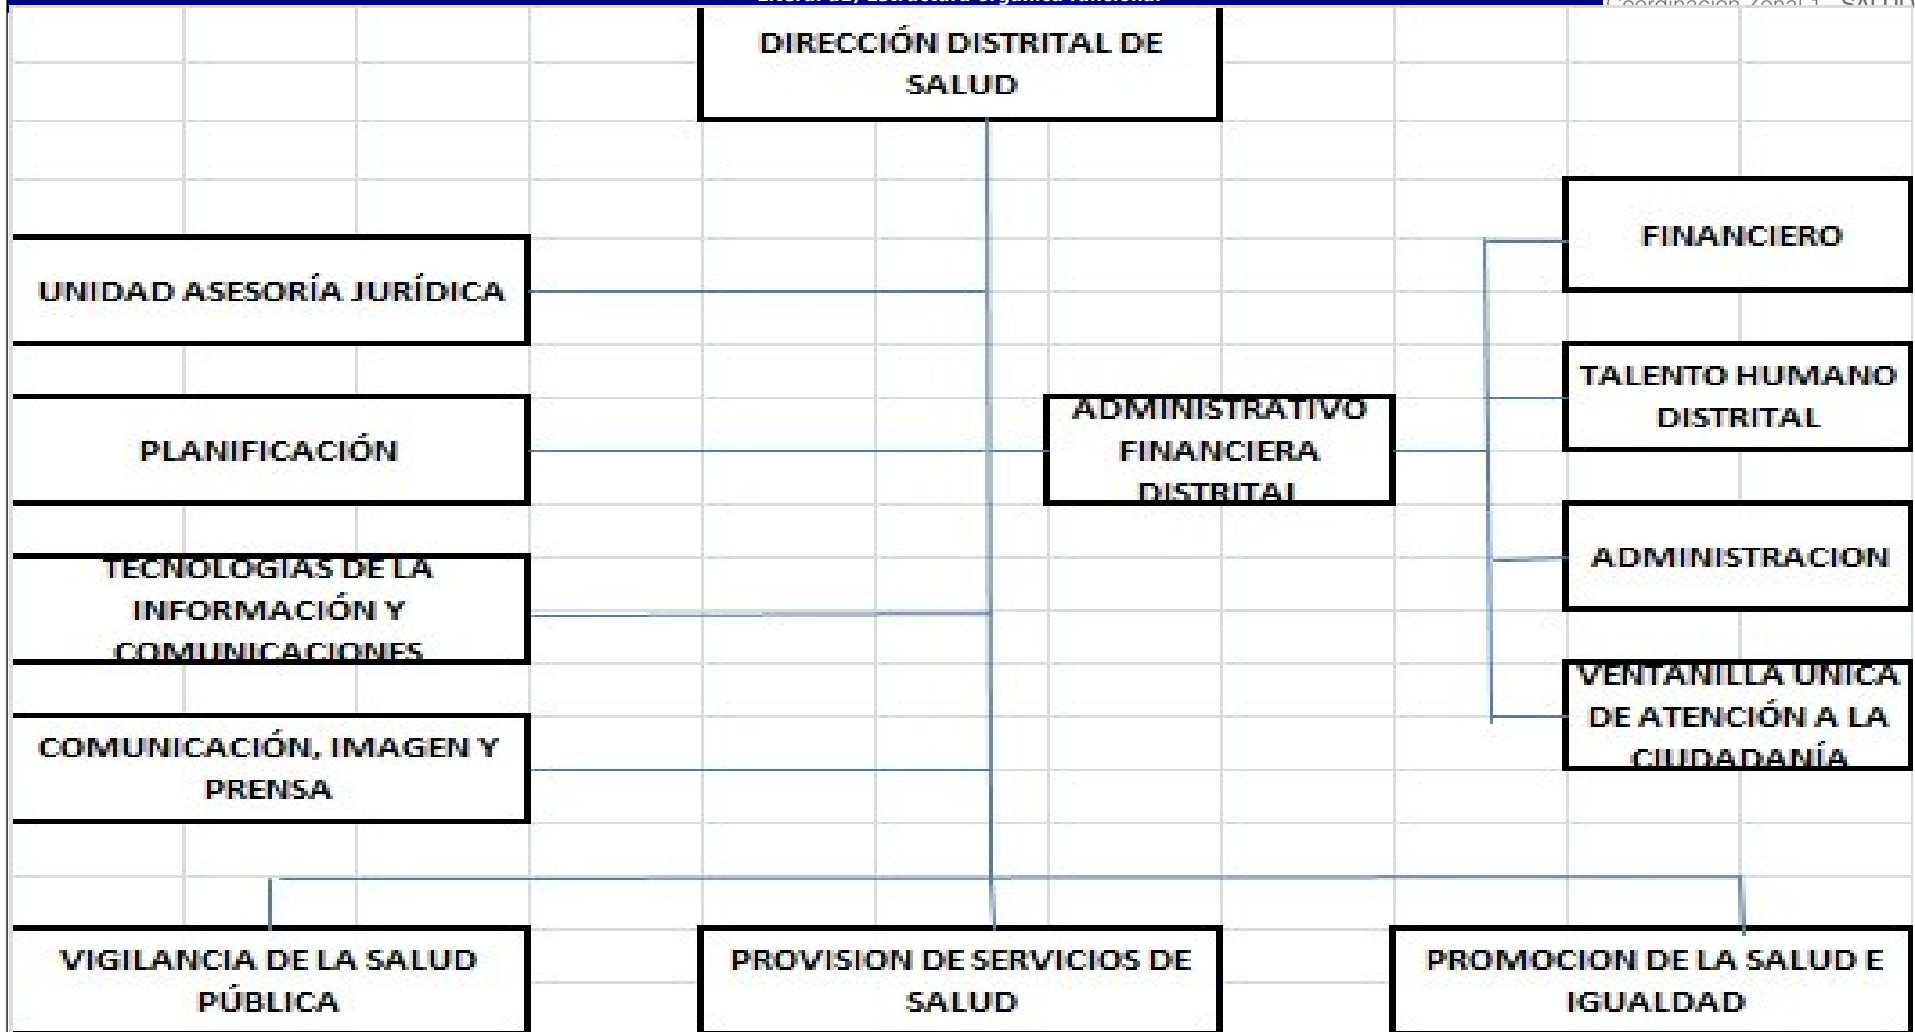 DIRECCIÓN DISTRITAL DE
SALUD
FINANCIERO
UNIDAD ASESORÍA JURÍDICA
TALENTO HUMANO
DISTRITAL
PLANIFICACIÓN
ADMINISTRATIVO
FINANCIERA
DISTRITAL
TECNOLOGIAS DE LA
INFORMACIÓN Y
COMUNICACIONES
ADMINISTRACION
VENTANILLA UNICA
DE ATENCIÓN A LA
CIUDADANÍA
COMUNICACIÓN, IMAGEN Y
PRENSA
VIGILANCIA DE LA SALUD
PÚBLICA
PROVISION DE SERVICIOS DE
SALUD
PROMOCION DE LA SALUD E
IGUALDAD